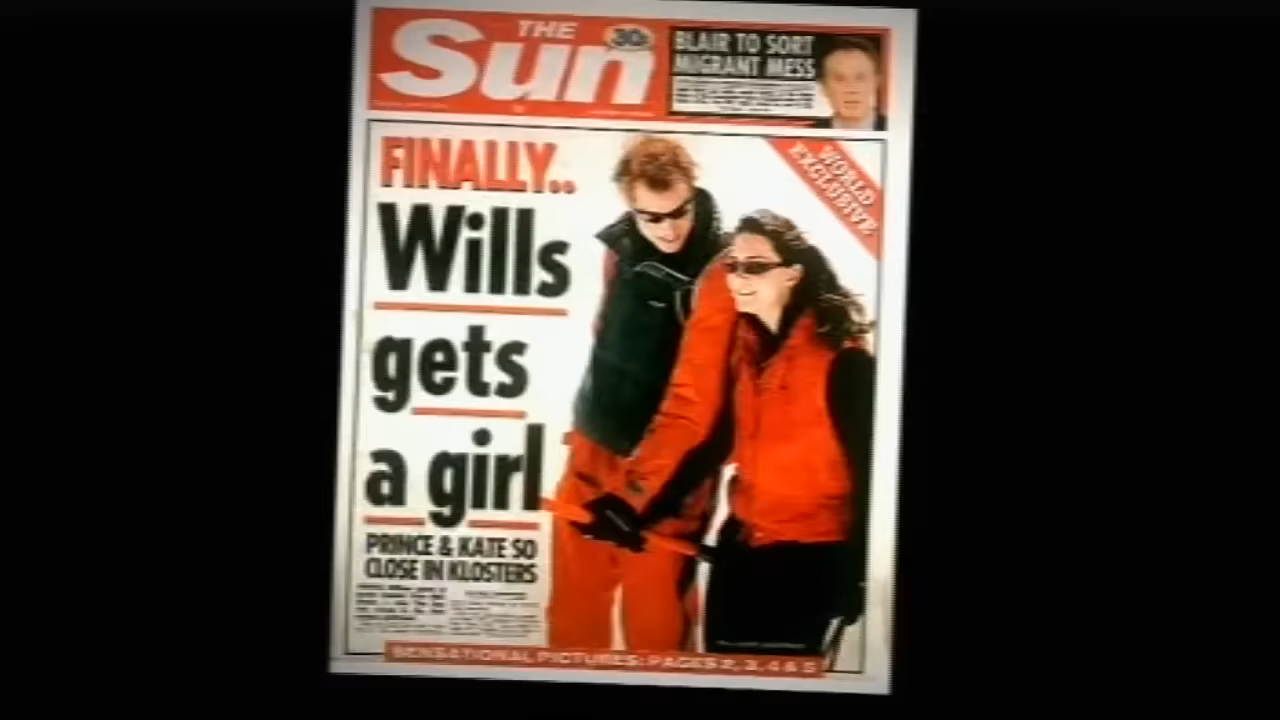 THE
Sun
30p
BLAIR TO SORT
MIGRANT MESS
WORLD
EXCLUSIVE
FINALLY..
Wills
gets
a girl
PRINCE & KATE SO
CLOSE IN KLOSTERS
SENSATIONAL PICTURES: PAGES 2, 3, 4 & 5